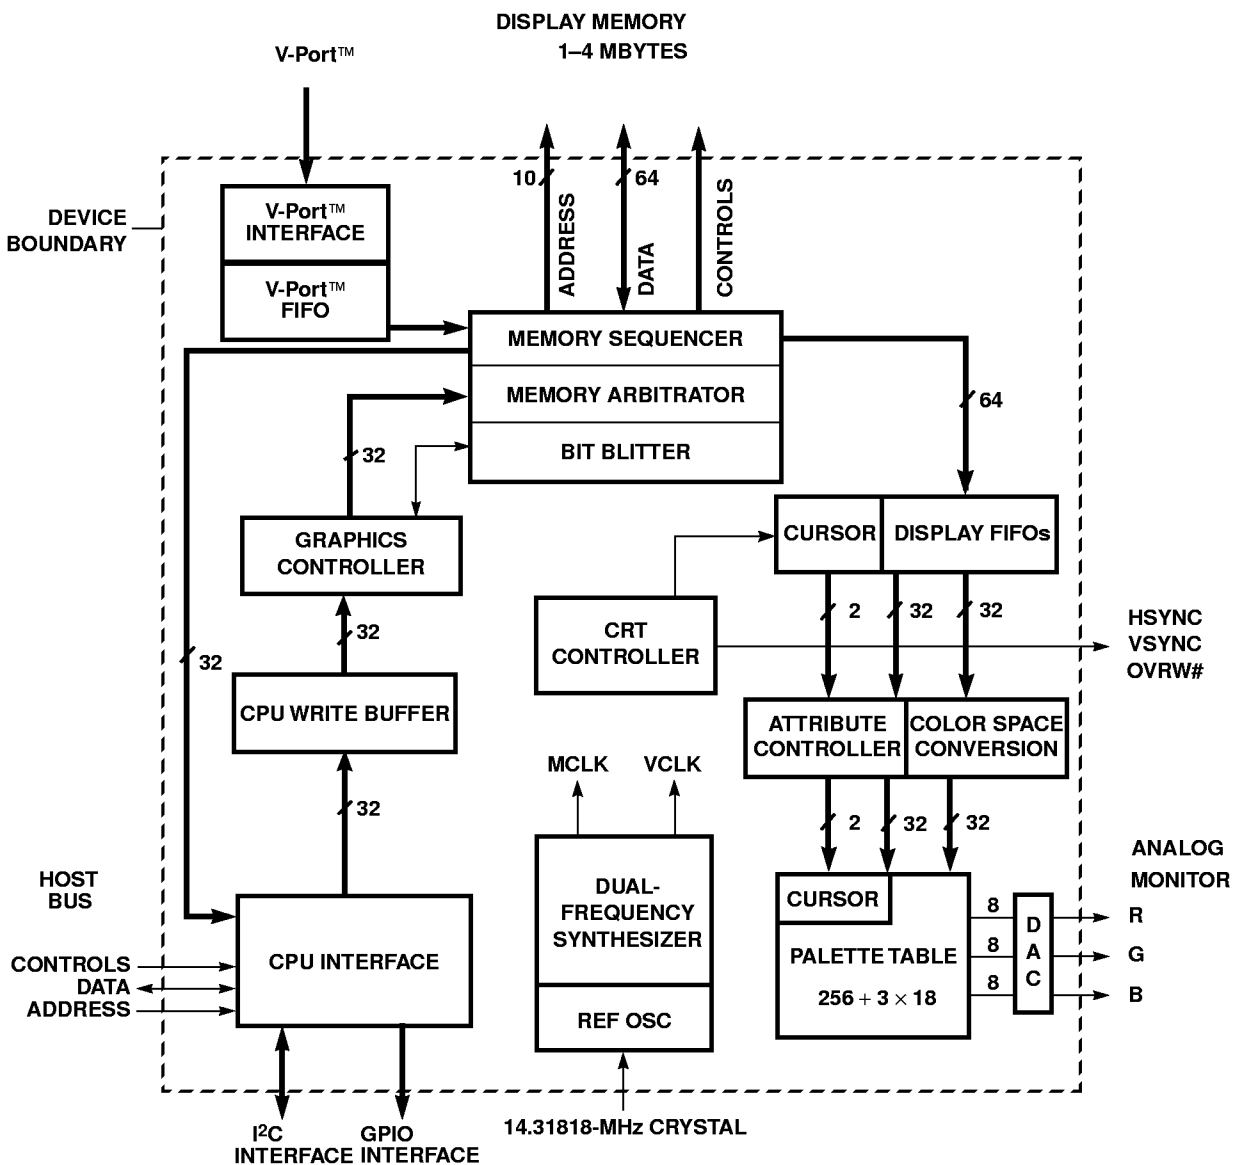 DISPLAY MEMORY
1–4 MBYTES
V-Port™
10
64
ADDRESS
DATA
CONTROLS
DEVICE
BOUNDARY
V-Port™
INTERFACE
V-Port™
FIFO
MEMORY SEQUENCER
MEMORY ARBITRATOR
BIT BLITTER
64
32
GRAPHICS
CONTROLLER
CURSOR
DISPLAY FIFOs
32
2
32
32
CRT
CONTROLLER
HSYNC
VSYNC
OVRW#
32
CPU WRITE BUFFER
ATTRIBUTE
CONTROLLER
COLOR SPACE
CONVERSION
MCLK
VCLK
32
2
32
32
HOST
BUS
DUAL-
FREQUENCY
SYNTHESIZER
CURSOR
PALETTE TABLE
256 + 3 × 18
8
8
8
D
A
C
ANALOG
MONITOR
R
G
B
CPU INTERFACE
CONTROLS
DATA
ADDRESS
REF OSC
I²C
INTERFACE
GPIO
INTERFACE
14.31818-MHz CRYSTAL